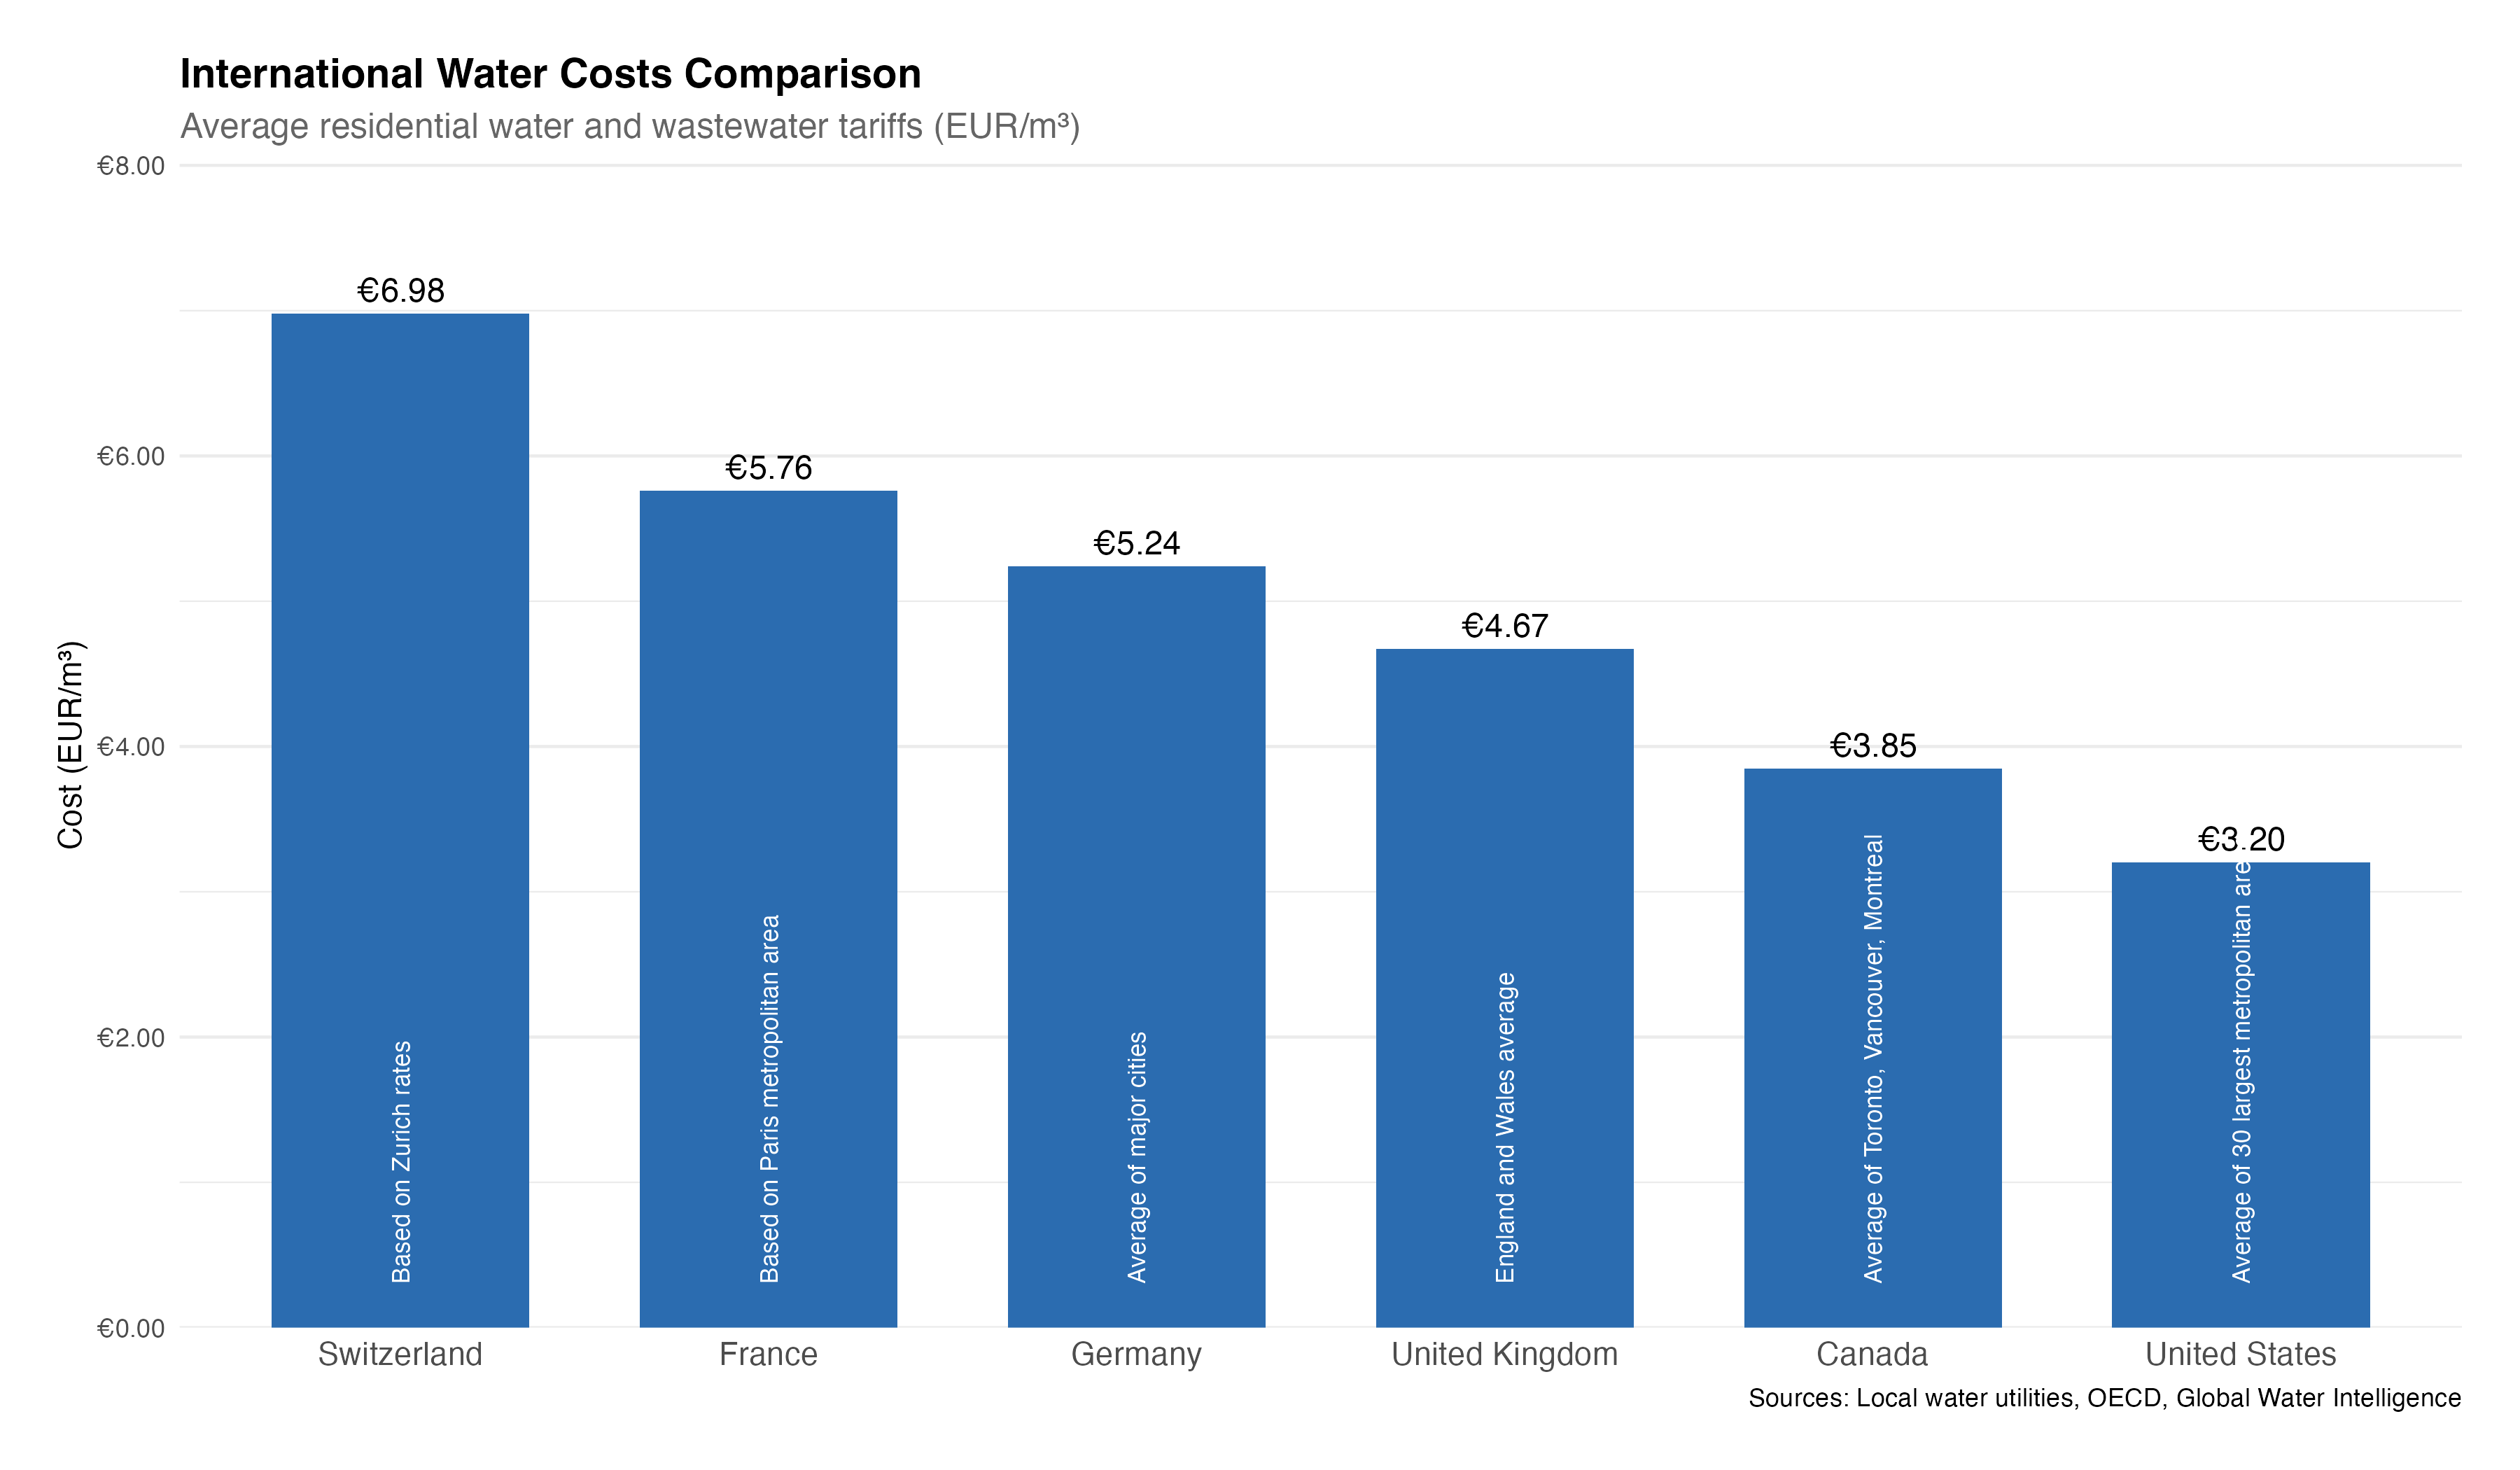 International Water Costs Comparison
Average residential water and wastewater tariffs (EUR/m³)
Cost (EUR/m³)
€8.00
€6.00
€4.00
€2.00
€0.00
€6.98
€5.76
€5.24
€4.67
€3.85
€3.20
Based on Zurich rates
Based on Paris metropolitan area
Average of major cities
England and Wales average
Average of Toronto, Vancouver, Montreal
Average of 30 largest metropolitan are
Switzerland
France
Germany
United Kingdom
Canada
United States
Sources: Local water utilities, OECD, Global Water Intelligence